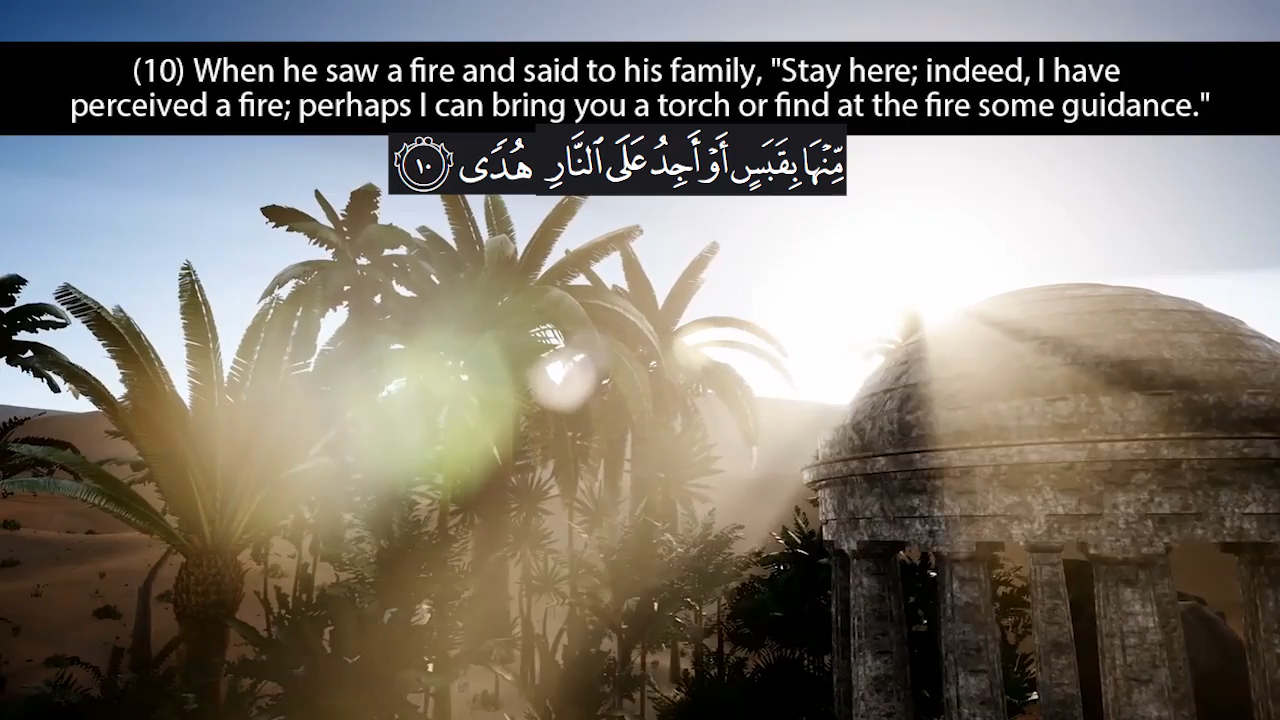 (10) When he saw a fire and said to his family, "Stay here; indeed, I have
perceived a fire; perhaps I can bring you a torch or find at the fire some guidance."
مِّنْهَا بِقَبَسٍ أَوْ أَجِدُ عَلَى ٱلنَّارِ هُدًى ١٠